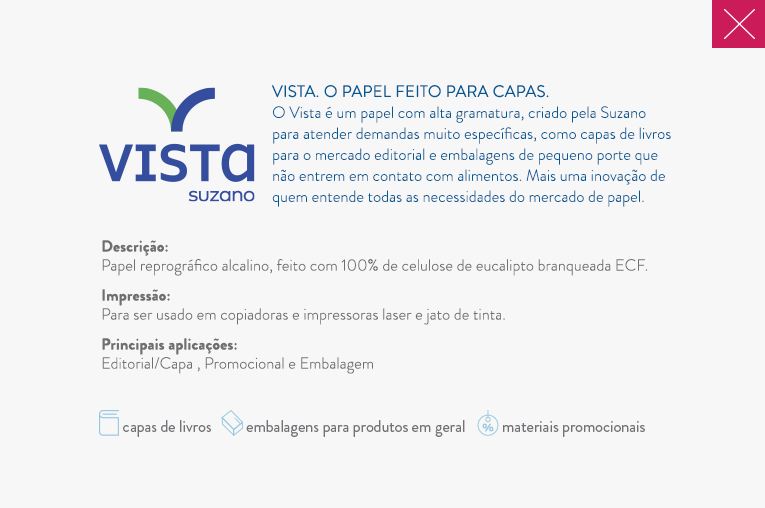 VISTA
suzano
VISTA. O PAPEL FEITO PARA CAPAS.
O Vista é um papel com alta gramatura, criado pela Suzano
para atender demandas muito específicas, como capas de livros
para o mercado editorial e embalagens de pequeno porte que
não entrem em contato com alimentos. Mais uma inovação de
quem entende todas as necessidades do mercado de papel.
Descrição:
Papel reprográfico alcalino, feito com 100% de celulose de eucalipto branqueada ECF.
Impressão:
Para ser usado em copiadoras e impressoras laser e jato de tinta.
Principais aplicações:
Editorial/Capa , Promocional e Embalagem
capas de livros embalagens para produtos em geral % materiais promocionais